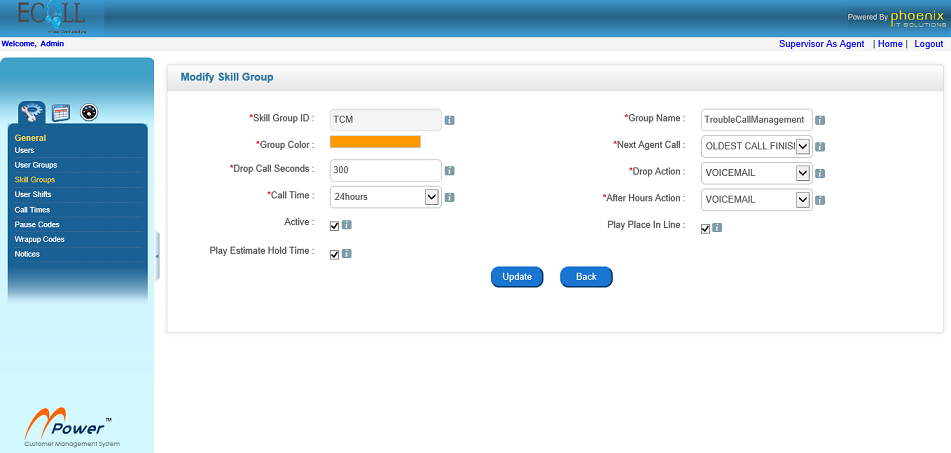 ECALL
Powered By phoenix
IT SOLUTIONS
Welcome, Admin
Supervisor As Agent | Home | Logout
Modify Skill Group
*Skill Group ID : TCM
*Group Name : TroubleCallManagement
*Group Color :
*Next Agent Call : OLDEST CALL FINISI
*Drop Call Seconds : 300
*Drop Action : VOICEMAIL
*Call Time : 24hours
*After Hours Action : VOICEMAIL
Active :
Play Place In Line :
Play Estimate Hold Time :
Update Back
General
Users
User Groups
Skill Groups
User Shifts
Call Times
Pause Codes
Wrapup Codes
Notices
mPower™
Customer Management System